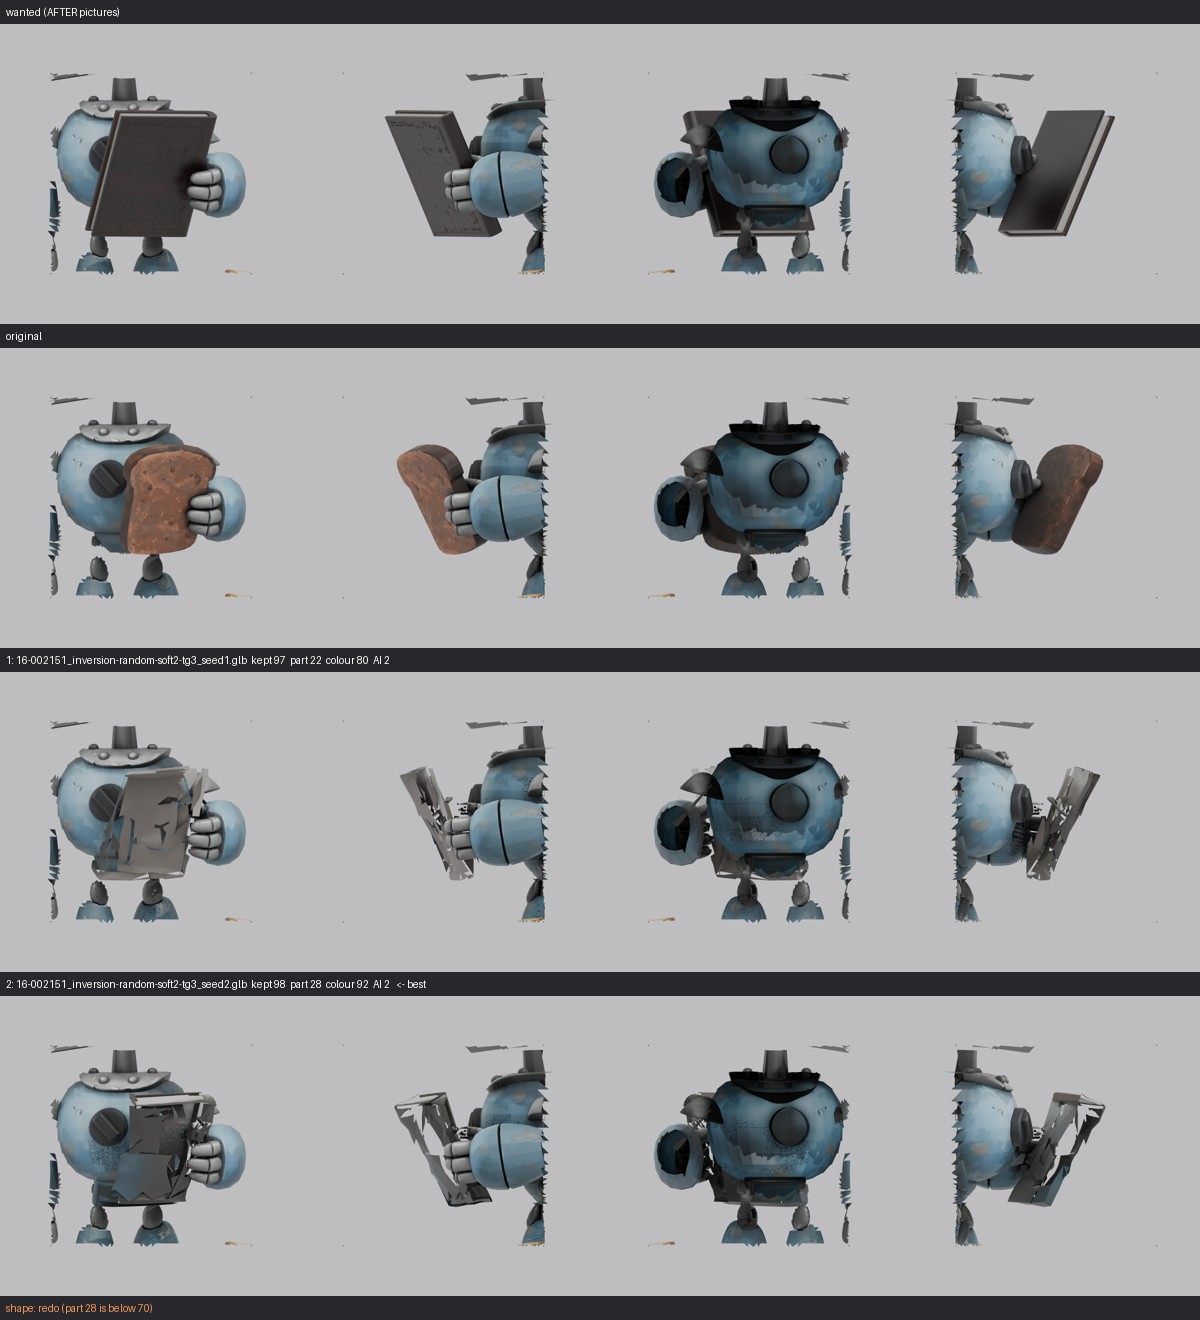 wanted (AFTER pictures)
original
1: 16-002151_inversion-random-soft2-tg3_seed1.glb kept 97 part 22 colour 80 AI 2
2: 16-002151_inversion-random-soft2-tg3_seed2.glb kept 98 part 28 colour 92 AI 2 <- best
shape: redo (part 28 is below 70)